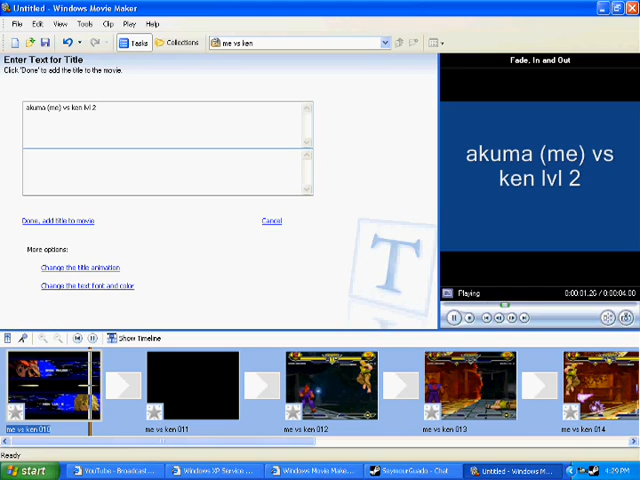 Untitled - Windows Movie Maker
File Edit View Tools Clip Play Help
Tasks Collections me vs ken
Enter Text for Title
Click 'Done' to add the title to the movie.
akuma (me) vs ken lvl 2
Done, add title to movie
Cancel
More options:
Change the title animation
Change the text font and color
T
Fade, In and Out
akuma (me) vs
ken lvl 2
Playing
0:00:01.26 / 0:00:04.00
Show Timeline
me vs ken 010
me vs ken 011
me vs ken 012
me vs ken 013
me vs ken 014
Ready
start
YouTube - Broadcast...
Windows XP Service ...
Windows Movie Make...
SeymourGuado - Chat
Untitled - Windows M...
4:29 PM